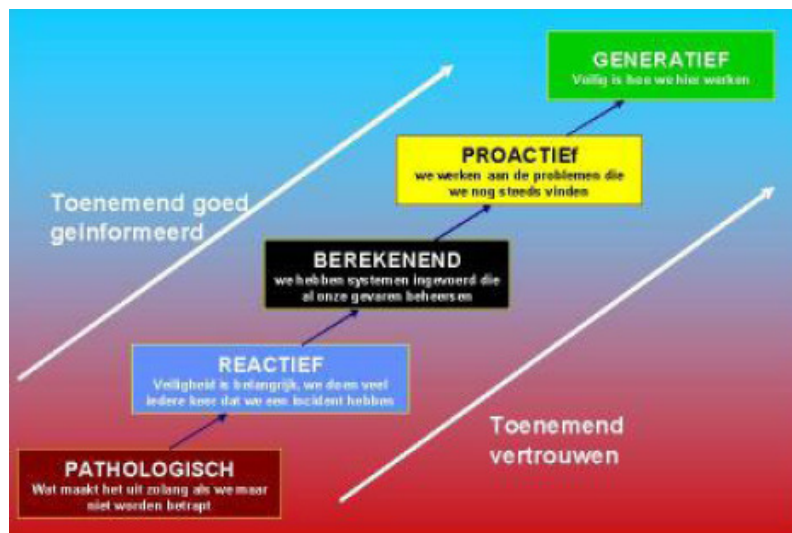 GENERATIEF
Veilig is hoe we hier werken
PROACTIEf
we werken aan de problemen die
we nog steeds vinden
Toenemend goed
geïnformeerd
BEREKENEND
we hebben systemen ingevoerd die
al onze gevaren beheersen
REACTIEF
Veiligheid is belangrijk, we doen veel
iedere keer dat we een incident hebben
Toenemend
vertrouwen
PATHOLOGISCH
Wat maakt het uit zolang als we maar
niet worden betrapt